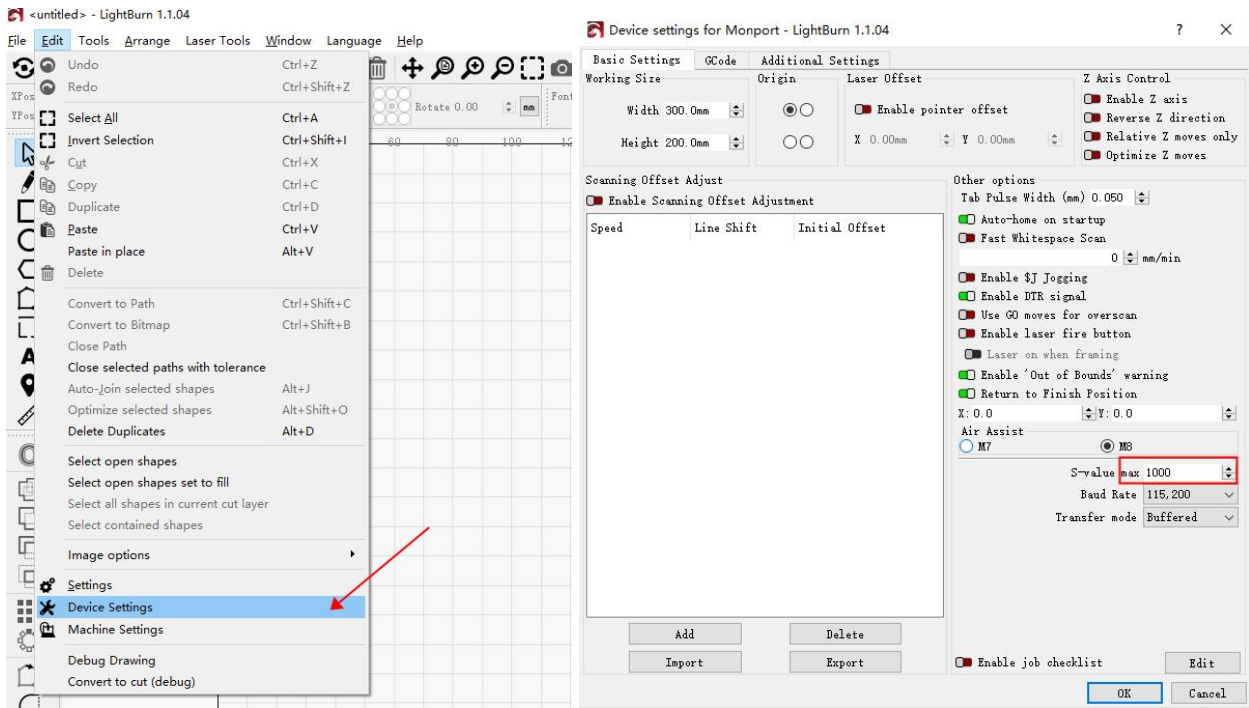 <untitled> - LightBurn 1.1.04
File Edit Tools Arrange Laser Tools Window Language Help
Undo Ctrl+Z
Redo Ctrl+Shift+Z
Select All Ctrl+A
Invert Selection Ctrl+Shift+I
Cut Ctrl+X
Copy Ctrl+C
Duplicate Ctrl+D
Paste Ctrl+V
Paste in place Alt+V
Delete
Convert to Path Ctrl+Shift+C
Convert to Bitmap Ctrl+Shift+B
Close Path
Close selected paths with tolerance
Auto-Join selected shapes Alt+J
Optimize selected shapes Alt+Shift+O
Delete Duplicates Alt+D
Select open shapes
Select open shapes set to fill
Select all shapes in current cut layer
Select contained shapes
Image options
Settings
Device Settings
Machine Settings
Debug Drawing
Convert to cut (debug)
XPos
YPos
Rotate 0.00 mm
Font
60 80 100
Device settings for Monport - LightBurn 1.1.04
Basic Settings GCode Additional Settings
Working Size
Width 300.0mm
Height 200.0mm
Origin
Laser Offset
Enable pointer offset
X 0.00mm Y 0.00mm
Z Axis Control
Enable Z axis
Reverse Z direction
Relative Z moves only
Optimize Z moves
Scanning Offset Adjust
Enable Scanning Offset Adjustment
Speed Line Shift Initial Offset
Add Delete
Import Export
Other options
Tab Pulse Width (mm) 0.050
Auto-home on startup
Fast Whitespace Scan
0 mm/min
Enable $J Jogging
Enable DTR signal
Use G0 moves for overscan
Enable laser fire button
Laser on when framing
Enable 'Out of Bounds' warning
Return to Finish Position
X: 0.0 Y: 0.0
Air Assist
M7 M8
S-value max 1000
Baud Rate 115,200
Transfer mode Buffered
Enable job checklist Edit
OK Cancel